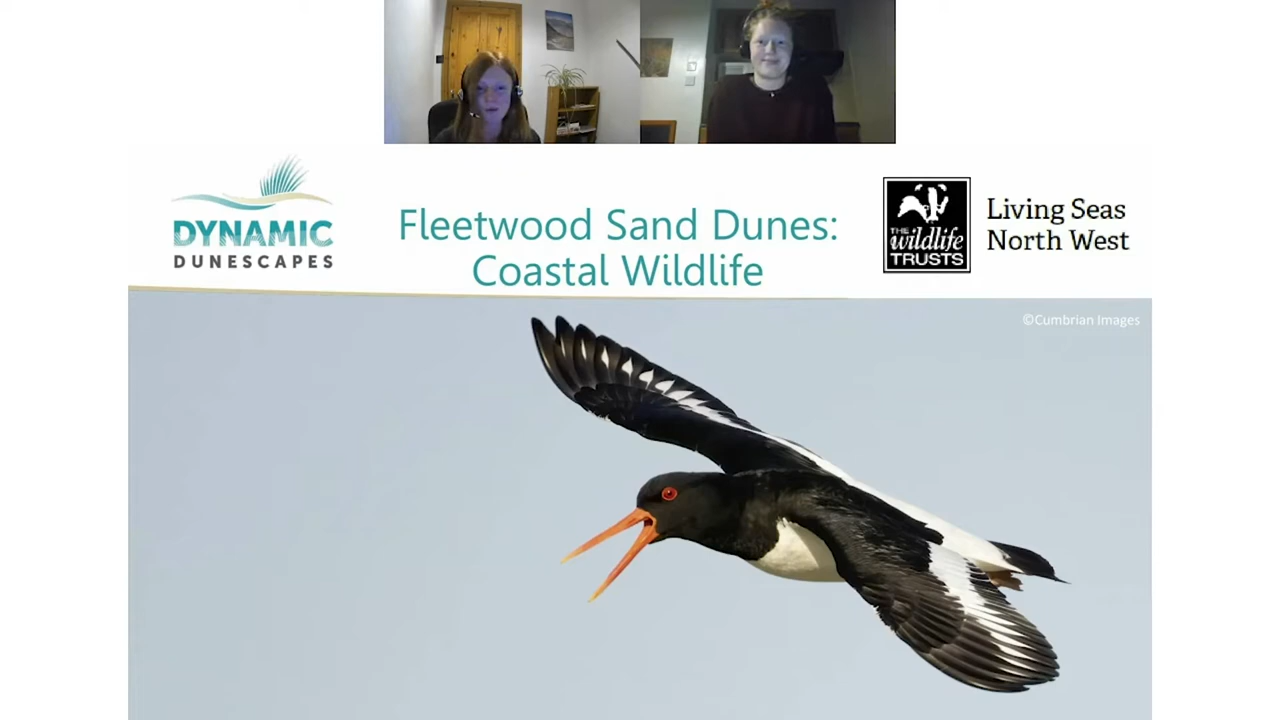 DYNAMIC
DUNESCAPES
Fleetwood Sand Dunes:
Coastal Wildlife
THE
wildlife
TRUSTS
Living Seas
North West
©Cumbrian Images